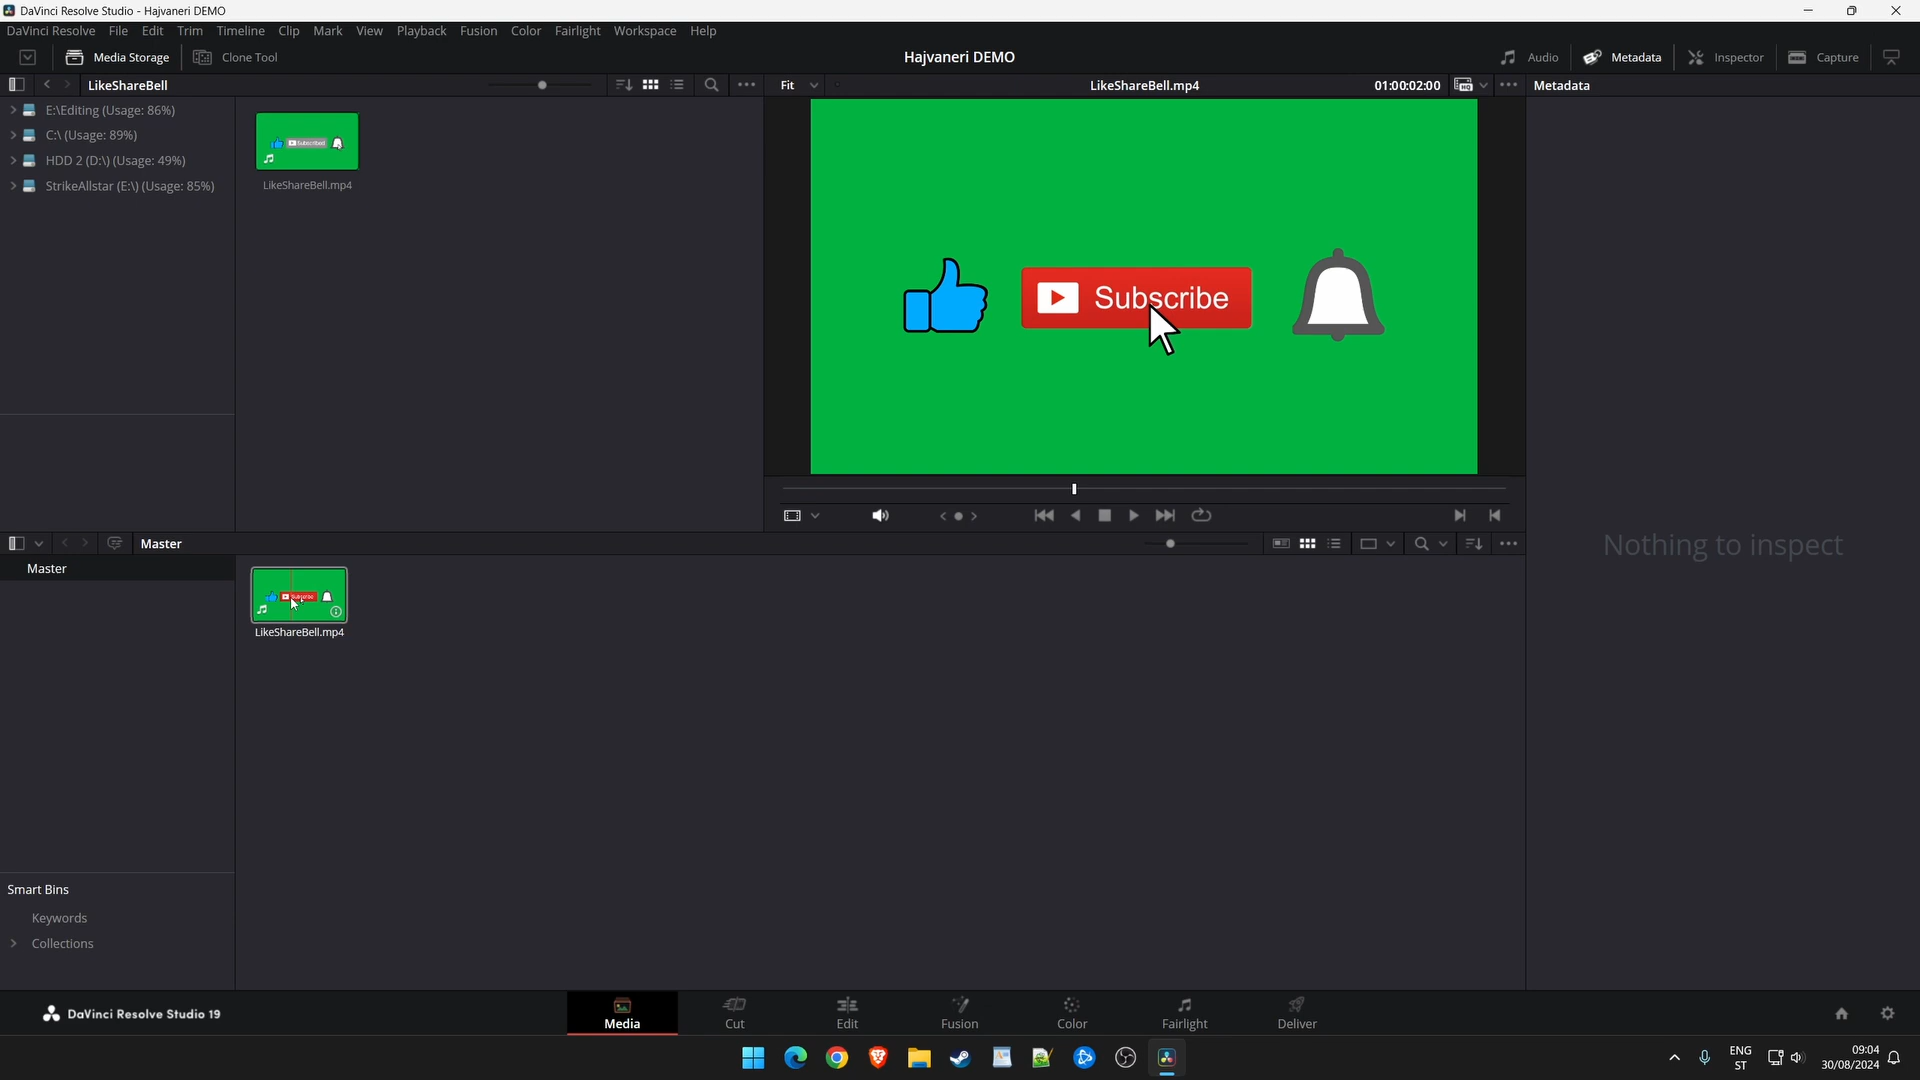 DaVinci Resolve Studio - Hajvaneri DEMO
DaVinci Resolve File Edit Trim Timeline Clip Mark View Playback Fusion Color Fairlight Workspace Help
Media Storage Clone Tool Hajvaneri DEMO Audio Metadata Inspector Capture
LikeShareBell Fit LikeShareBell.mp4 01:00:02:00 Metadata
E:\Editing (Usage: 86%)
C:\ (Usage: 89%)
HDD 2 (D:\) (Usage: 49%)
StrikeAllstar (E:\) (Usage: 85%)
Subscribed
LikeShareBell.mp4
Subscribe
Nothing to inspect
Master
Master
Subscribe
LikeShareBell.mp4
Smart Bins
Keywords
Collections
DaVinci Resolve Studio 19
Media Cut Edit Fusion Color Fairlight Deliver
ENG
ST
09:04
30/08/2024